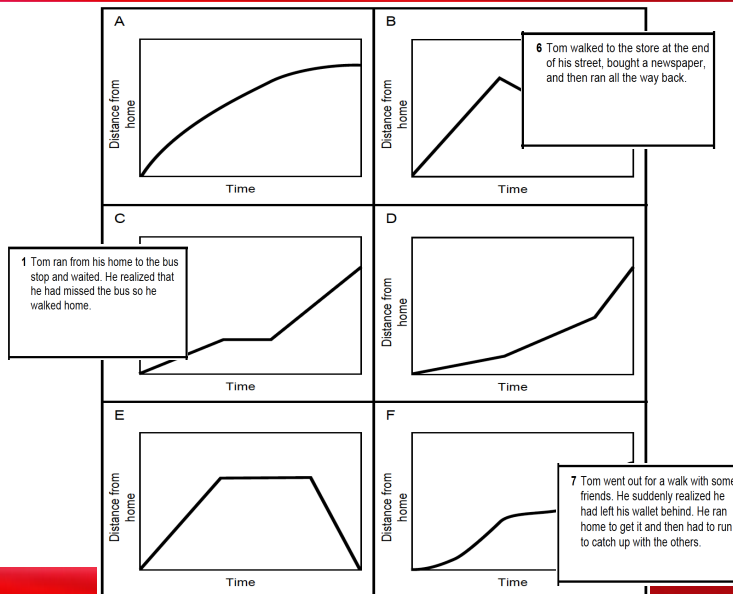 A
Distance from
home
Time
B
Distance from
home
Time
6 Tom walked to the store at the end
of his street, bought a newspaper,
and then ran all the way back.
C
Time
1 Tom ran from his home to the bus
stop and waited. He realized that
he had missed the bus so he
walked home.
D
Distance from
home
Time
E
Distance from
home
Time
F
Distance from
home
Time
7 Tom went out for a walk with some
friends. He suddenly realized he
had left his wallet behind. He ran
home to get it and then had to run
to catch up with the others.